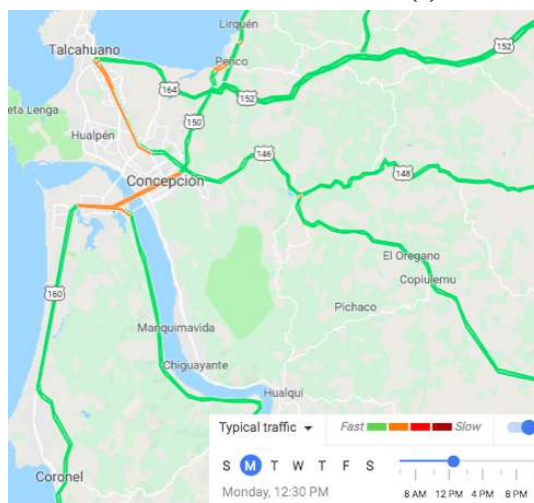 Lirquén
Talcahuano
152
Penco
164
152
eta Lenga
150
Hualpén
146
148
Concepción
El Oregano
160
Copiulemu
Pichaco
Manquimavida
Chiguayante
Hualqui
Typical traffic
Fast
Slow
Coronel
S M T W T F S
Monday, 12:30 PM
8 AM 12 PM 4 PM 8 PM